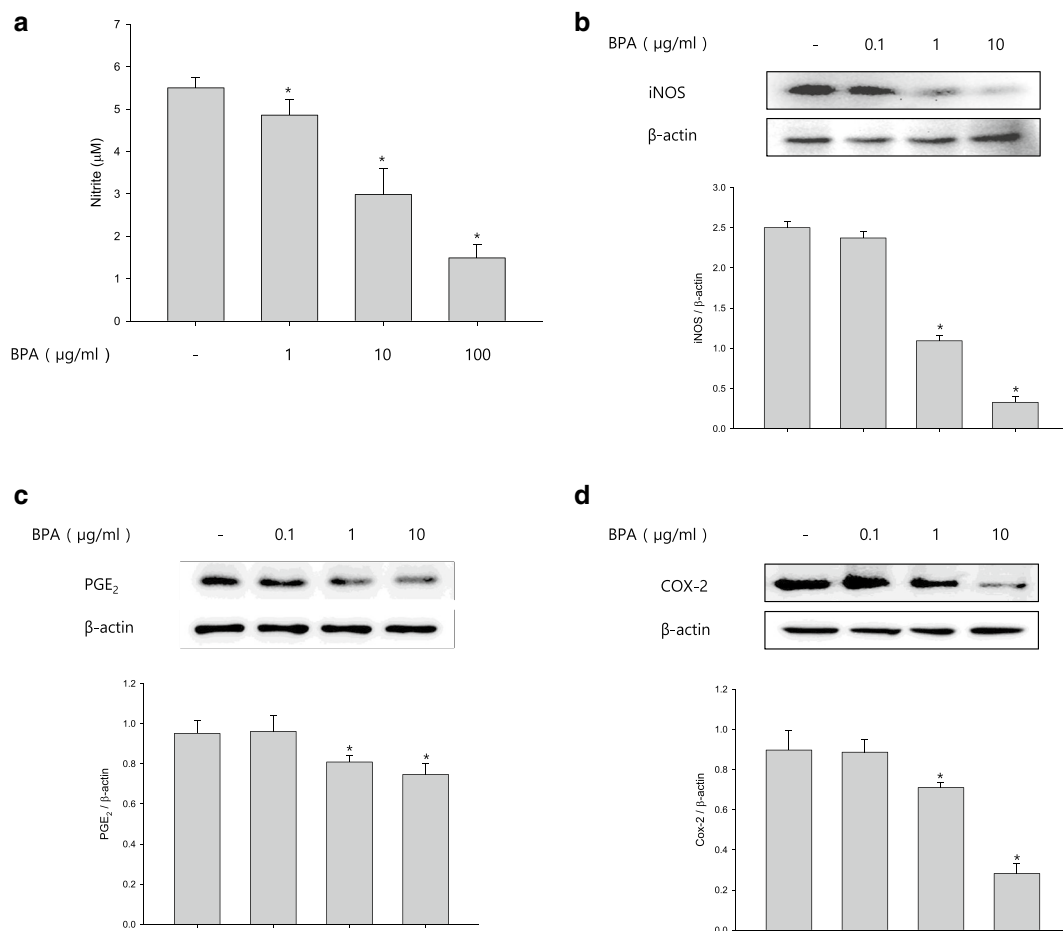 a
7
6
5
4
3
2
1
0
Nitrite (μM)
BPA ( μg/ml ) - 1 10 100
* * *
b
BPA ( μg/ml ) - 0.1 1 10
iNOS
β-actin
3.0
2.5
2.0
1.5
1.0
0.5
0.0
iNOS / β-actin
* *
c
BPA ( μg/ml ) - 0.1 1 10
PGE₂
β-actin
1.2
1.0
0.8
0.6
0.4
0.2
0.0
PGE₂ / β-actin
* *
d
BPA ( μg/ml ) - 0.1 1 10
COX-2
β-actin
1.2
1.0
0.8
0.6
0.4
0.2
0.0
Cox-2 / β-actin
* *